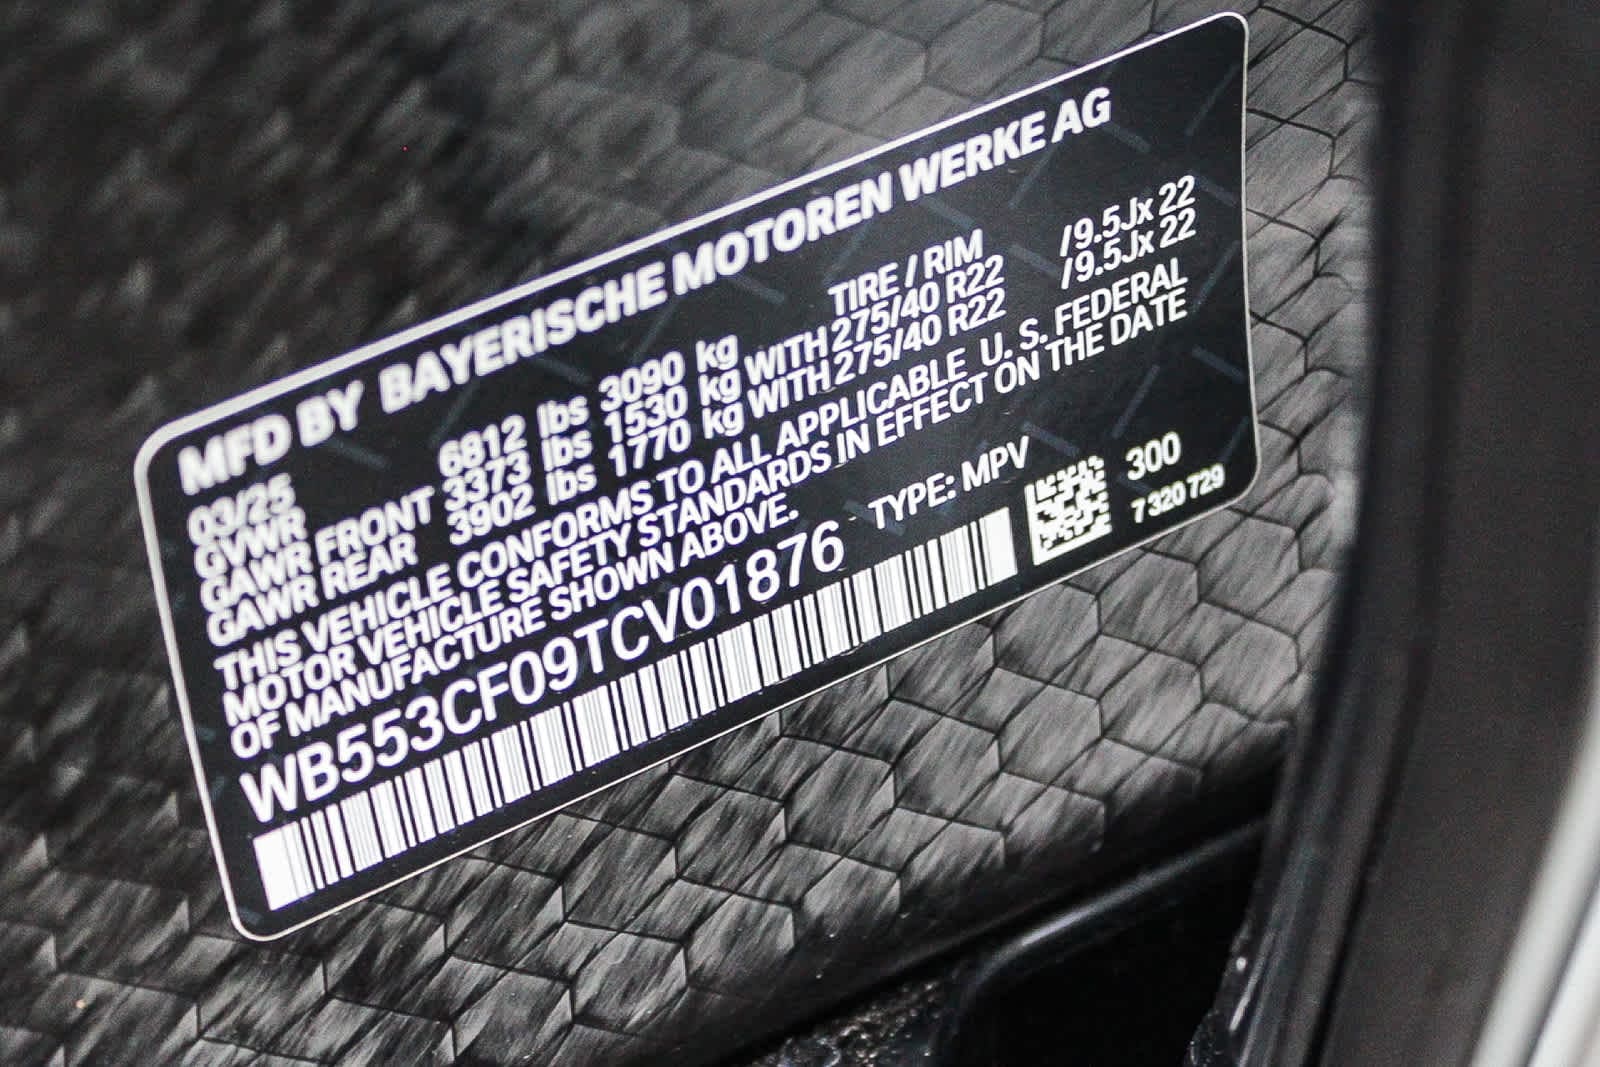 MFD BY BAYERISCHE MOTOREN WERKE AG
03/25 TIRE / RIM
GVWR 6812 lbs 3090 kg
GAWR FRONT 3373 lbs 1530 kg WITH 275/40 R22 /9.5Jx 22
GAWR REAR 3902 lbs 1770 kg WITH 275/40 R22 /9.5Jx 22
THIS VEHICLE CONFORMS TO ALL APPLICABLE U. S. FEDERAL
MOTOR VEHICLE SAFETY STANDARDS IN EFFECT ON THE DATE
OF MANUFACTURE SHOWN ABOVE.
WB553CF09TCV01876 TYPE: MPV 300
7 320 729